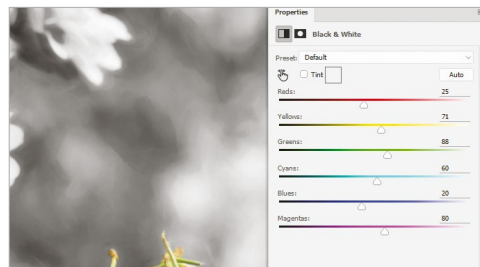 Properties
Black & White
Preset: Default
Tint
Auto
Reds: 25
Yellows: 71
Greens: 88
Cyans: 60
Blues: 20
Magentas: 80